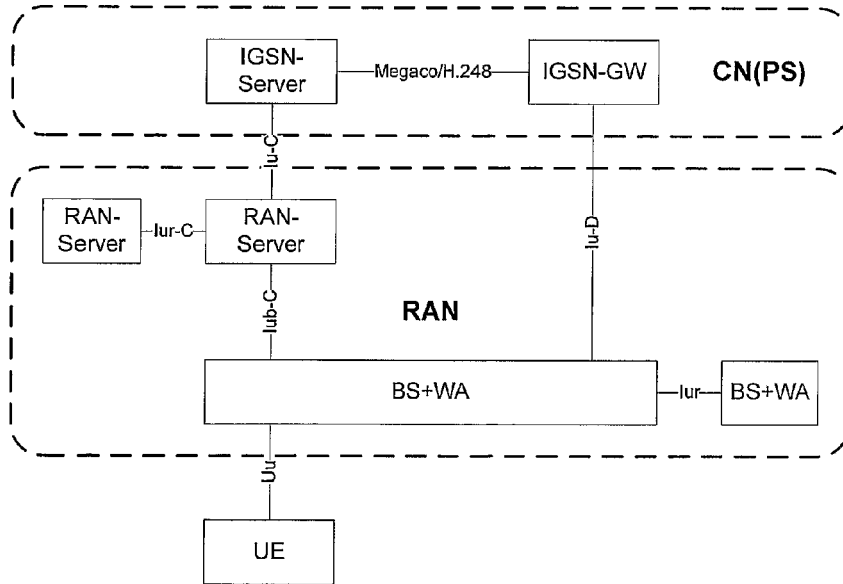 IGSN-
Server
Megaco/H.248
IGSN-GW
CN(PS)
Iu-C
RAN-
Server
Iur-C
RAN-
Server
Iu-D
Iub-C
RAN
BS+WA
Iur
BS+WA
Uu
UE